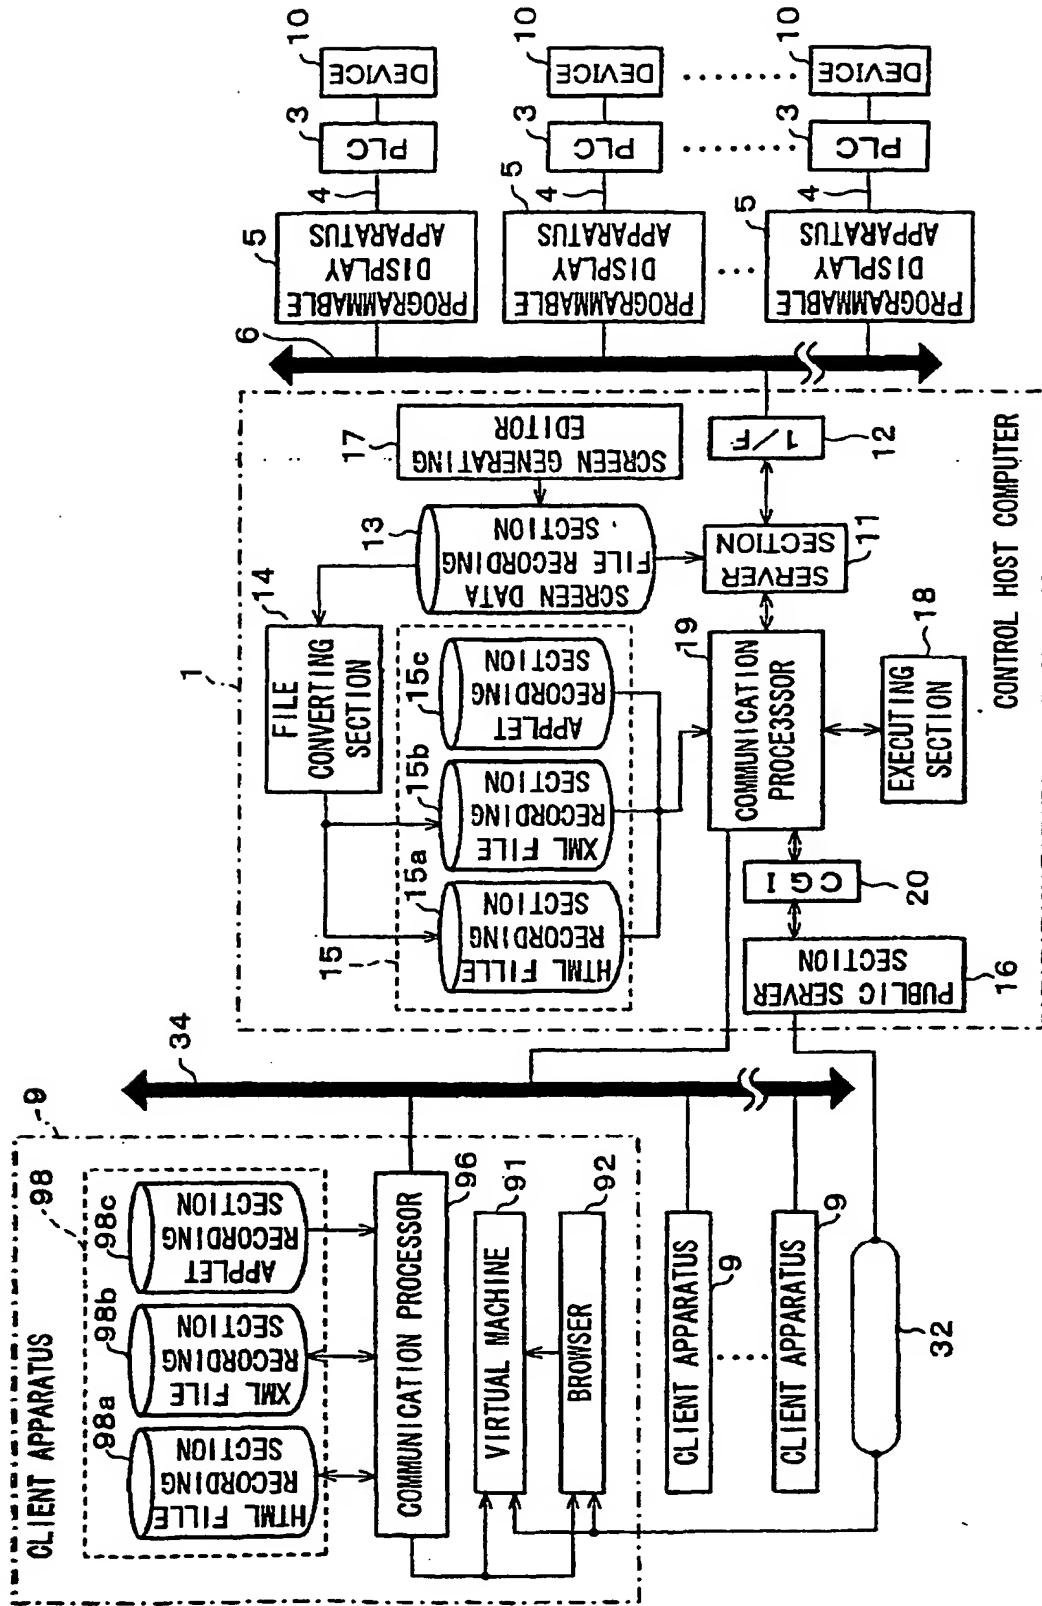 CLIENT APPARATUS
9
98
98a
HTML FILLE
RECORDING
SECTION
98b
XML FILE
RECORDING
SECTION
98c
APPLET
RECORDING
SECTION
COMMUNICATION PROCESSOR
96
VIRTUAL MACHINE
91
BROWSER
92
CLIENT APPARATUS
9
CLIENT APPARATUS
9
32
34
1
14
FILE
CONVERTING
SECTION
15
15a
HTML FILLE
RECORDING
SECTION
15b
XML FILE
RECORDING
SECTION
15c
APPLET
RECORDING
SECTION
13
SCREEN DATA
FILE RECORDING
SECTION
17
SCREEN GENERATING
EDITOR
19
COMMUNICATION
PROCE3SSOR
SERVER
SECTION
11
1/F
12
EXECUTING
SECTION
18
CGI
20
PUBLIC SERVER
SECTION
16
CONTROL HOST COMPUTER
6
5
PROGRAMMABLE
DISPLAY
APPARATUS
4
3
PLC
10
DEVICE
5
PROGRAMMABLE
DISPLAY
APPARATUS
4
3
PLC
10
DEVICE
5
PROGRAMMABLE
DISPLAY
APPARATUS
4
3
PLC
10
DEVICE